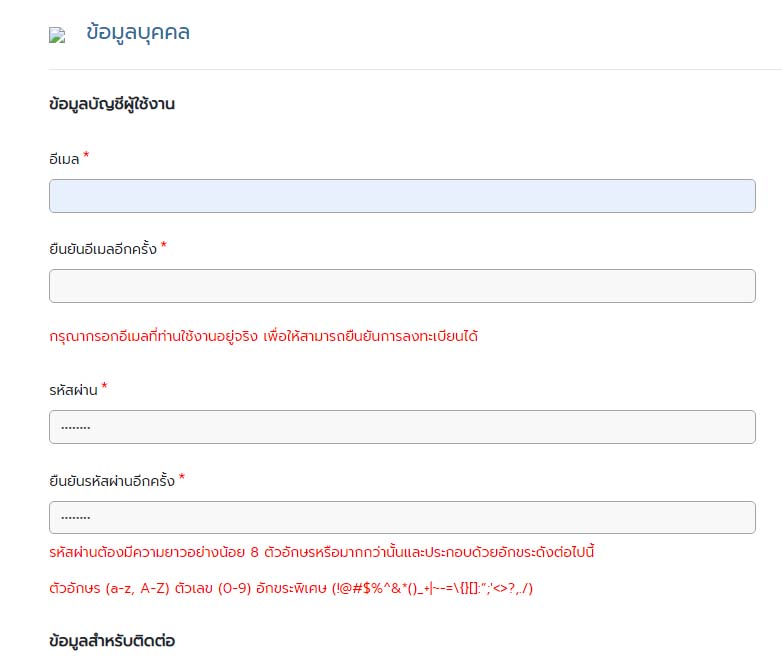 ข้อมูลบุคคล
ข้อมูลบัญชีผู้ใช้งาน
อีเมล *
ยืนยันอีเมลอีกครั้ง *
กรุณากรอกอีเมลที่ท่านใช้งานอยู่จริง เพื่อให้สามารถยืนยันการลงทะเบียนได้
รหัสผ่าน *
••••••••
ยืนยันรหัสผ่านอีกครั้ง *
••••••••
รหัสผ่านต้องมีความยาวอย่างน้อย 8 ตัวอักษรหรือมากกว่านั้นและประกอบด้วยอักขระดังต่อไปนี้
ตัวอักษร (a-z, A-Z) ตัวเลข (0-9) อักขระพิเศษ (!@#$%^&*()_+|~-=\{}[]:”;'<>?,./)
ข้อมูลสำหรับติดต่อ